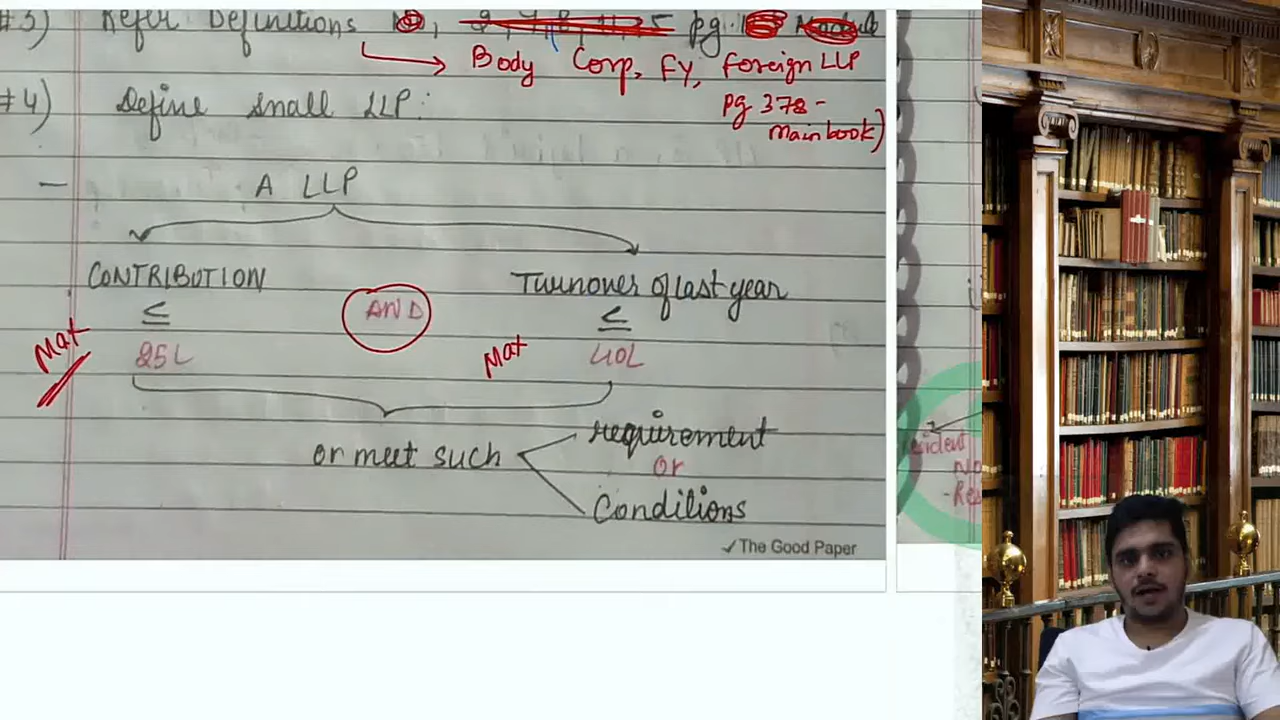 #3) Refer Definitions pg.
Body Corp, FY, Foreign LLP
pg 378 -
main book)
#4) Define Small LLP:
— A LLP
CONTRIBUTION
≤
25L
AND
Turnover of last year
≤
40L
Max
Max
or meet such
requirement
or
Conditions
✓ The Good Paper